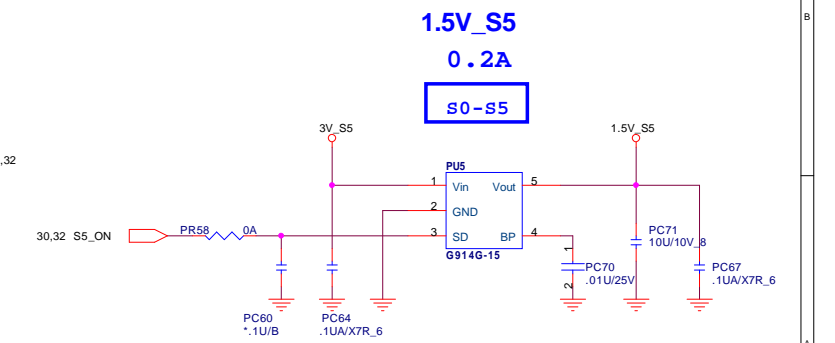 1.5V_S5
0.2A
S0-S5
B
,32
3V_S5
1.5V_S5
PU5
1 Vin Vout 5
2 GND
3 SD BP 4
G914G-15
30,32 S5_ON
PR58 0A
PC60
*.1U/B
PC64
.1UA/X7R_6
1
PC70
.01U/25V
2
PC71
10U/10V_8
PC67
.1UA/X7R_6
A